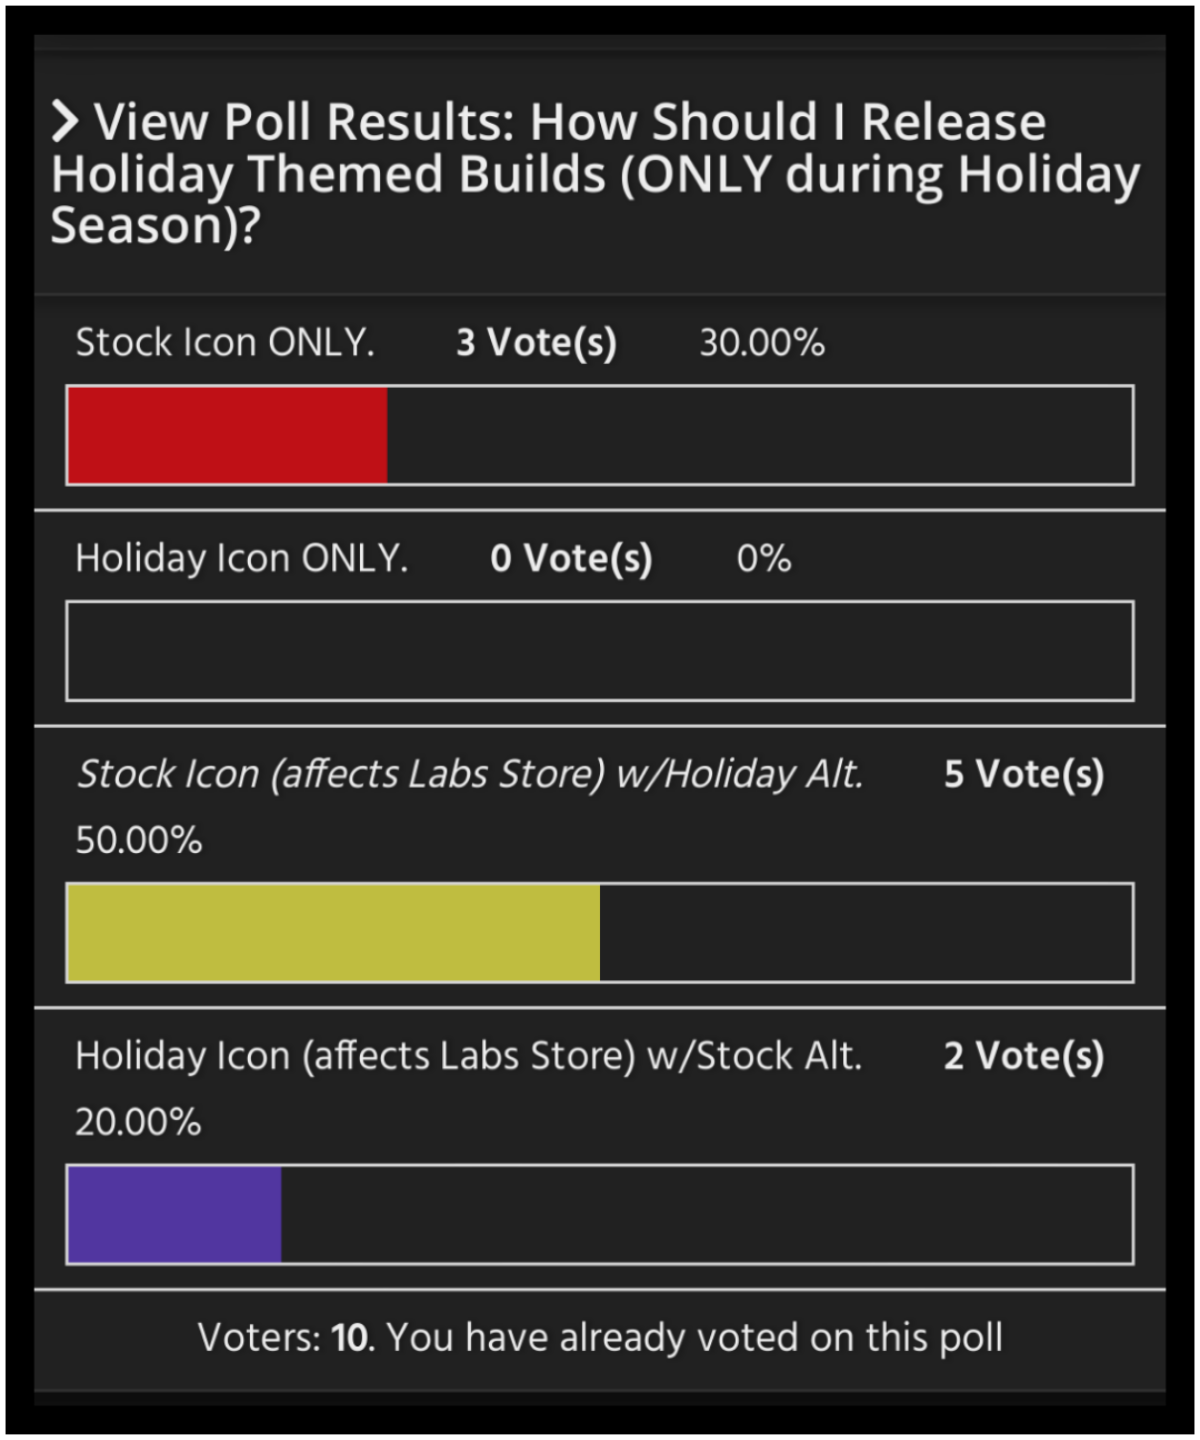 View Poll Results: How Should I Release
Holiday Themed Builds (ONLY during Holiday
Season)?
Stock Icon ONLY. 3 Vote(s) 30.00%
Holiday Icon ONLY. 0 Vote(s) 0%
Stock Icon (affects Labs Store) w/Holiday Alt. 5 Vote(s)
50.00%
Holiday Icon (affects Labs Store) w/Stock Alt. 2 Vote(s)
20.00%
Voters: 10. You have already voted on this poll